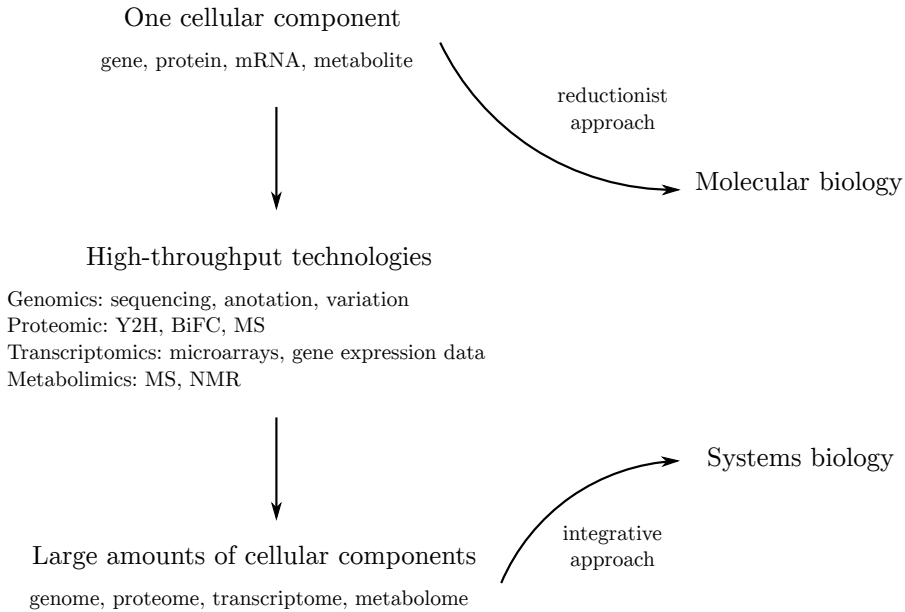 One cellular component
gene, protein, mRNA, metabolite
reductionist
approach
Molecular biology
High-throughput technologies
Genomics: sequencing, anotation, variation
Proteomic: Y2H, BiFC, MS
Transcriptomics: microarrays, gene expression data
Metabolimics: MS, NMR
Systems biology
integrative
approach
Large amounts of cellular components
genome, proteome, transcriptome, metabolome